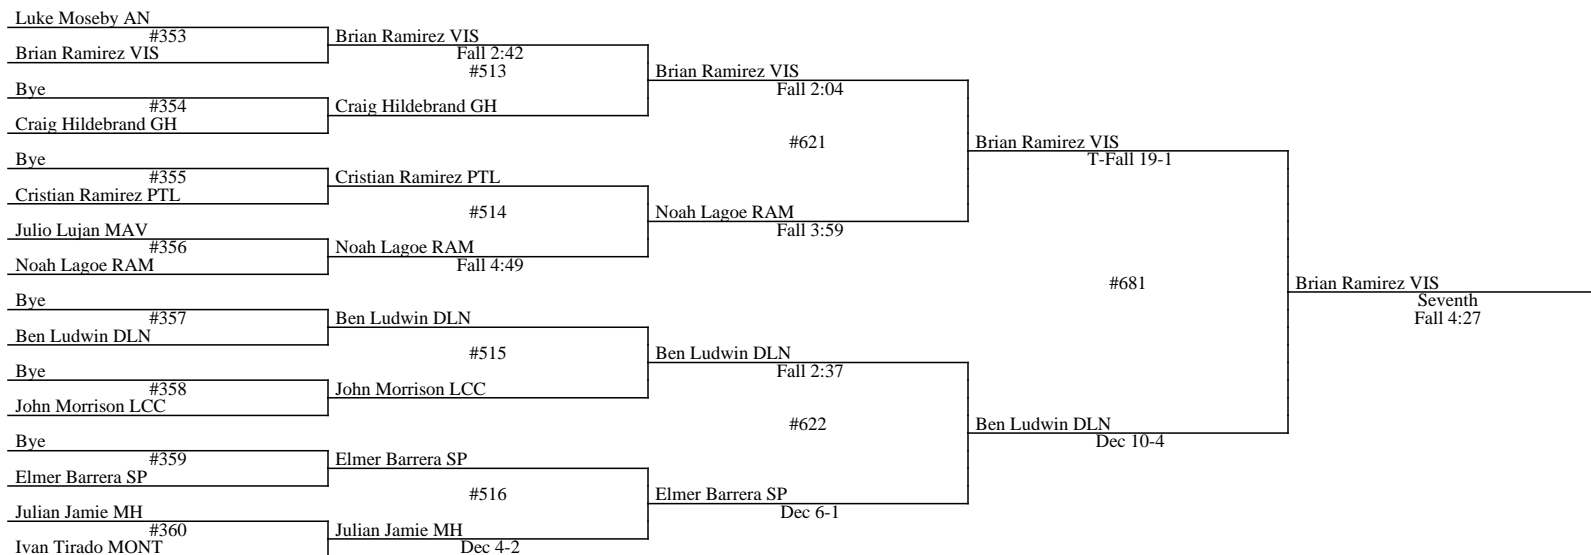 Luke Moseby AN
#353
Brian Ramirez VIS
Bye
#354
Craig Hildebrand GH
Bye
#355
Cristian Ramirez PTL
Julio Lujan MAV
#356
Noah Lagoe RAM
Bye
#357
Ben Ludwin DLN
Bye
#358
John Morrison LCC
Bye
#359
Elmer Barrera SP
Julian Jamie MH
#360
Ivan Tirado MONT
Brian Ramirez VIS
Fall 2:42
#513
Craig Hildebrand GH
Cristian Ramirez PTL
#514
Noah Lagoe RAM
Fall 4:49
Ben Ludwin DLN
#515
John Morrison LCC
Elmer Barrera SP
#516
Julian Jamie MH
Dec 4-2
Brian Ramirez VIS
Fall 2:04
#621
Noah Lagoe RAM
Fall 3:59
Ben Ludwin DLN
Fall 2:37
#622
Elmer Barrera SP
Dec 6-1
Brian Ramirez VIS
T-Fall 19-1
#681
Ben Ludwin DLN
Dec 10-4
Brian Ramirez VIS
Seventh
Fall 4:27